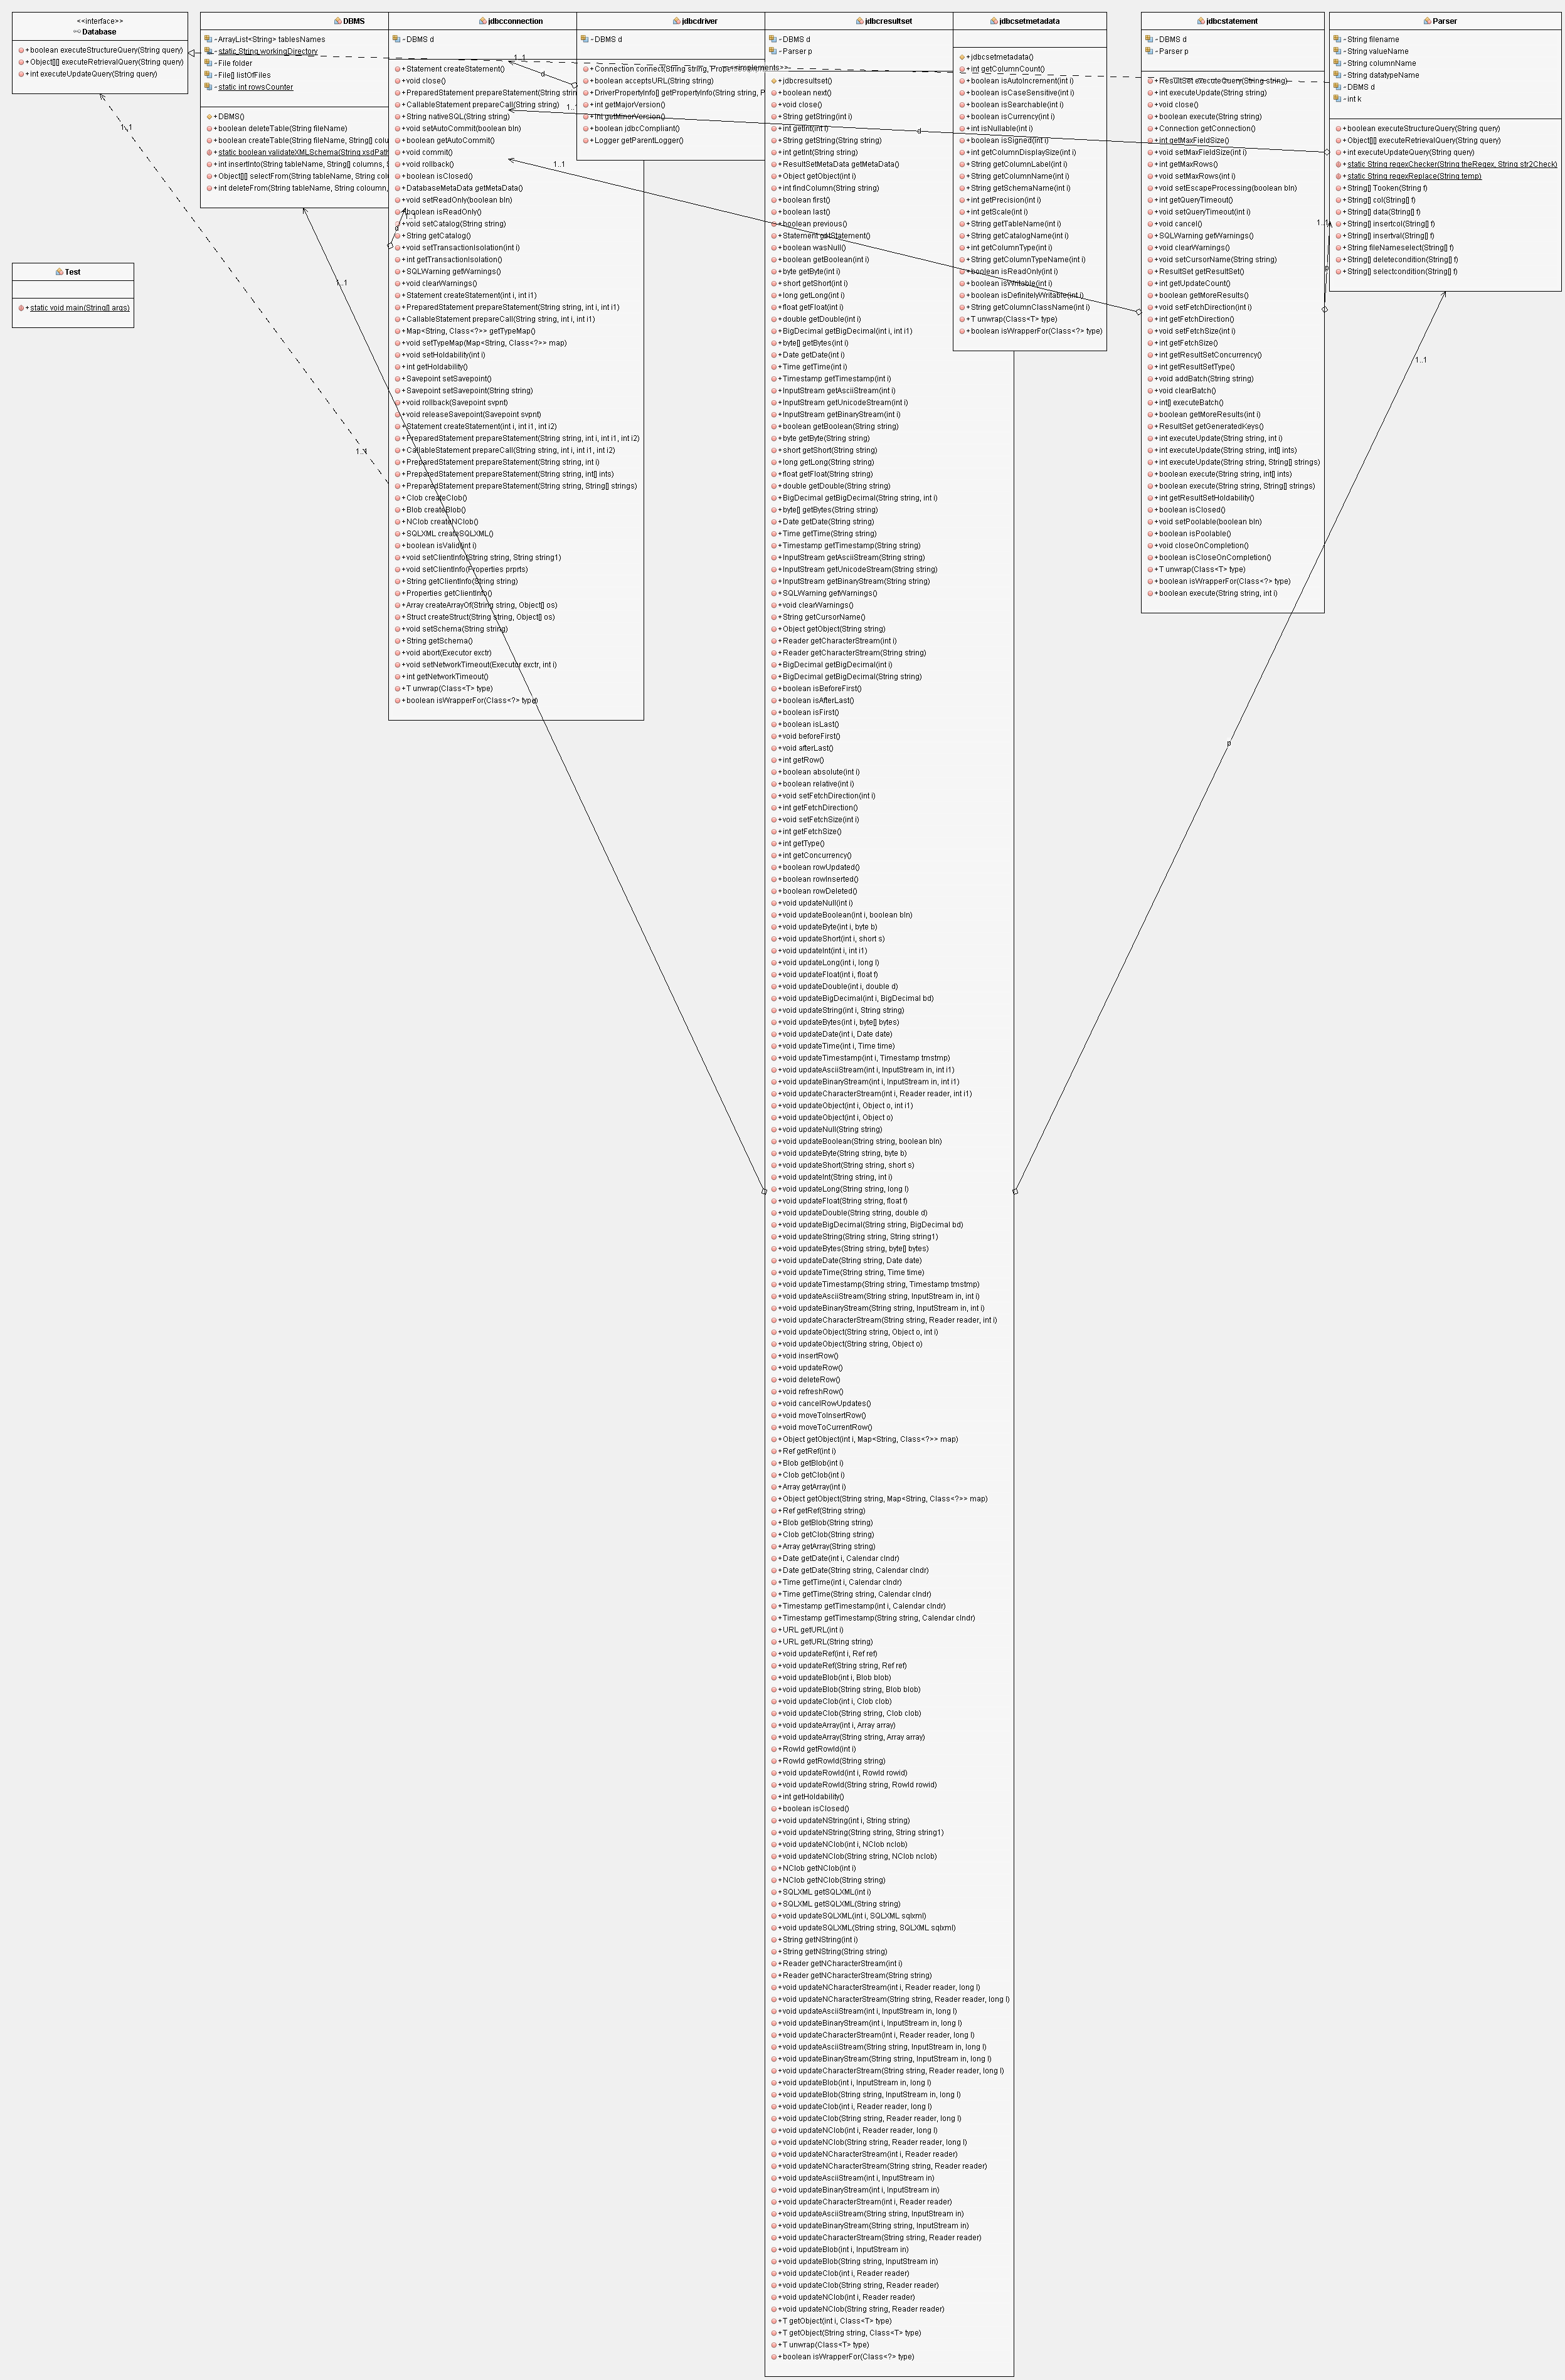 <<interface>>
Database
+boolean executeStructureQuery(String query)
+Object[][] executeRetrievalQuery(String query)
+int executeUpdateQuery(String query)
Test
+static void main(String[] args)
DBMS
-ArrayList<String> tablesNames
-static String workingDirectory
-File folder
-File[] listOfFiles
-static int rowsCounter
+DBMS()
+boolean deleteTable(String fileName)
+boolean createTable(String fileName, String[] colu
+static boolean validateXMLSchema(String xsdPath
+int insertInto(String tableName, String[] columns, S
+Object[][] selectFrom(String tableName, String colu
+int deleteFrom(String tableName, String couloumn,
jdbcconnection
-DBMS d
+Statement createStatement()
+void close()
+PreparedStatement prepareStatement(String strin
+CallableStatement prepareCall(String string)
+String nativeSQL(String string)
+void setAutoCommit(boolean bln)
+boolean getAutoCommit()
+void commit()
+void rollback()
+boolean isClosed()
+DatabaseMetaData getMetaData()
+void setReadOnly(boolean bln)
+boolean isReadOnly()
+void setCatalog(String string)
+String getCatalog()
+void setTransactionIsolation(int i)
+int getTransactionIsolation()
+SQLWarning getWarnings()
+void clearWarnings()
+Statement createStatement(int i, int i1)
+PreparedStatement prepareStatement(String string, int i, int i1)
+CallableStatement prepareCall(String string, int i, int i1)
+Map<String, Class<?>> getTypeMap()
+void setTypeMap(Map<String, Class<?>> map)
+void setHoldability(int i)
+int getHoldability()
+Savepoint setSavepoint()
+Savepoint setSavepoint(String string)
+void rollback(Savepoint svpnt)
+void releaseSavepoint(Savepoint svpnt)
+Statement createStatement(int i, int i1, int i2)
+PreparedStatement prepareStatement(String string, int i, int i1, int i2)
+CallableStatement prepareCall(String string, int i, int i1, int i2)
+PreparedStatement prepareStatement(String string, int i)
+PreparedStatement prepareStatement(String string, int[] ints)
+PreparedStatement prepareStatement(String string, String[] strings)
+Clob createClob()
+Blob createBlob()
+NClob createNClob()
+SQLXML createSQLXML()
+boolean isValid(int i)
+void setClientInfo(String string, String string1)
+void setClientInfo(Properties prprts)
+String getClientInfo(String string)
+Properties getClientInfo()
+Array createArrayOf(String string, Object[] os)
+Struct createStruct(String string, Object[] os)
+void setSchema(String string)
+String getSchema()
+void abort(Executor exctr)
+void setNetworkTimeout(Executor exctr, int i)
+int getNetworkTimeout()
+T unwrap(Class<T> type)
+boolean isWrapperFor(Class<?> type)
jdbcdriver
-DBMS d
+Connection connect(String string, Prope
+boolean acceptsURL(String string)
+DriverPropertyInfo[] getPropertyInfo(String string, P
+int getMajorVersion()
+int getMinorVersion()
+boolean jdbcCompliant()
+Logger getParentLogger()
jdbcresultset
-DBMS d
-Parser p
+jdbcresultset()
+boolean next()
+void close()
+String getString(int i)
+int getInt(int i)
+String getString(String string)
+int getInt(String string)
+ResultSetMetaData getMetaData()
+Object getObject(int i)
+int findColumn(String string)
+boolean first()
+boolean last()
+boolean previous()
+Statement getStatement()
+boolean wasNull()
+boolean getBoolean(int i)
+byte getByte(int i)
+short getShort(int i)
+long getLong(int i)
+float getFloat(int i)
+double getDouble(int i)
+BigDecimal getBigDecimal(int i, int i1)
+byte[] getBytes(int i)
+Date getDate(int i)
+Time getTime(int i)
+Timestamp getTimestamp(int i)
+InputStream getAsciiStream(int i)
+InputStream getUnicodeStream(int i)
+InputStream getBinaryStream(int i)
+boolean getBoolean(String string)
+byte getByte(String string)
+short getShort(String string)
+long getLong(String string)
+float getFloat(String string)
+double getDouble(String string)
+BigDecimal getBigDecimal(String string, int i)
+byte[] getBytes(String string)
+Date getDate(String string)
+Time getTime(String string)
+Timestamp getTimestamp(String string)
+InputStream getAsciiStream(String string)
+InputStream getUnicodeStream(String string)
+InputStream getBinaryStream(String string)
+SQLWarning getWarnings()
+void clearWarnings()
+String getCursorName()
+Object getObject(String string)
+Reader getCharacterStream(int i)
+Reader getCharacterStream(String string)
+BigDecimal getBigDecimal(int i)
+BigDecimal getBigDecimal(String string)
+boolean isBeforeFirst()
+boolean isAfterLast()
+boolean isFirst()
+boolean isLast()
+void beforeFirst()
+void afterLast()
+int getRow()
+boolean absolute(int i)
+boolean relative(int i)
+void setFetchDirection(int i)
+int getFetchDirection()
+void setFetchSize(int i)
+int getFetchSize()
+int getType()
+int getConcurrency()
+boolean rowUpdated()
+boolean rowInserted()
+boolean rowDeleted()
+void updateNull(int i)
+void updateBoolean(int i, boolean bln)
+void updateByte(int i, byte b)
+void updateShort(int i, short s)
+void updateInt(int i, int i1)
+void updateLong(int i, long l)
+void updateFloat(int i, float f)
+void updateDouble(int i, double d)
+void updateBigDecimal(int i, BigDecimal bd)
+void updateString(int i, String string)
+void updateBytes(int i, byte[] bytes)
+void updateDate(int i, Date date)
+void updateTime(int i, Time time)
+void updateTimestamp(int i, Timestamp tmstmp)
+void updateAsciiStream(int i, InputStream in, int i1)
+void updateBinaryStream(int i, InputStream in, int i1)
+void updateCharacterStream(int i, Reader reader, int i1)
+void updateObject(int i, Object o, int i1)
+void updateObject(int i, Object o)
+void updateNull(String string)
+void updateBoolean(String string, boolean bln)
+void updateByte(String string, byte b)
+void updateShort(String string, short s)
+void updateInt(String string, int i)
+void updateLong(String string, long l)
+void updateFloat(String string, float f)
+void updateDouble(String string, double d)
+void updateBigDecimal(String string, BigDecimal bd)
+void updateString(String string, String string1)
+void updateBytes(String string, byte[] bytes)
+void updateDate(String string, Date date)
+void updateTime(String string, Time time)
+void updateTimestamp(String string, Timestamp tmstmp)
+void updateAsciiStream(String string, InputStream in, int i)
+void updateBinaryStream(String string, InputStream in, int i)
+void updateCharacterStream(String string, Reader reader, int i)
+void updateObject(String string, Object o, int i)
+void updateObject(String string, Object o)
+void insertRow()
+void updateRow()
+void deleteRow()
+void refreshRow()
+void cancelRowUpdates()
+void moveToInsertRow()
+void moveToCurrentRow()
+Object getObject(int i, Map<String, Class<?>> map)
+Ref getRef(int i)
+Blob getBlob(int i)
+Clob getClob(int i)
+Array getArray(int i)
+Object getObject(String string, Map<String, Class<?>> map)
+Ref getRef(String string)
+Blob getBlob(String string)
+Clob getClob(String string)
+Array getArray(String string)
+Date getDate(int i, Calendar clndr)
+Date getDate(String string, Calendar clndr)
+Time getTime(int i, Calendar clndr)
+Time getTime(String string, Calendar clndr)
+Timestamp getTimestamp(int i, Calendar clndr)
+Timestamp getTimestamp(String string, Calendar clndr)
+URL getURL(int i)
+URL getURL(String string)
+void updateRef(int i, Ref ref)
+void updateRef(String string, Ref ref)
+void updateBlob(int i, Blob blob)
+void updateBlob(String string, Blob blob)
+void updateClob(int i, Clob clob)
+void updateClob(String string, Clob clob)
+void updateArray(int i, Array array)
+void updateArray(String string, Array array)
+RowId getRowId(int i)
+RowId getRowId(String string)
+void updateRowId(int i, RowId rowid)
+void updateRowId(String string, RowId rowid)
+int getHoldability()
+boolean isClosed()
+void updateNString(int i, String string)
+void updateNString(String string, String string1)
+void updateNClob(int i, NClob nclob)
+void updateNClob(String string, NClob nclob)
+NClob getNClob(int i)
+NClob getNClob(String string)
+SQLXML getSQLXML(int i)
+SQLXML getSQLXML(String string)
+void updateSQLXML(int i, SQLXML sqlxml)
+void updateSQLXML(String string, SQLXML sqlxml)
+String getNString(int i)
+String getNString(String string)
+Reader getNCharacterStream(int i)
+Reader getNCharacterStream(String string)
+void updateNCharacterStream(int i, Reader reader, long l)
+void updateNCharacterStream(String string, Reader reader, long l)
+void updateAsciiStream(int i, InputStream in, long l)
+void updateBinaryStream(int i, InputStream in, long l)
+void updateCharacterStream(int i, Reader reader, long l)
+void updateAsciiStream(String string, InputStream in, long l)
+void updateBinaryStream(String string, InputStream in, long l)
+void updateCharacterStream(String string, Reader reader, long l)
+void updateBlob(int i, InputStream in, long l)
+void updateBlob(String string, InputStream in, long l)
+void updateClob(int i, Reader reader, long l)
+void updateClob(String string, Reader reader, long l)
+void updateNClob(int i, Reader reader, long l)
+void updateNClob(String string, Reader reader, long l)
+void updateNCharacterStream(int i, Reader reader)
+void updateNCharacterStream(String string, Reader reader)
+void updateAsciiStream(int i, InputStream in)
+void updateBinaryStream(int i, InputStream in)
+void updateCharacterStream(int i, Reader reader)
+void updateAsciiStream(String string, InputStream in)
+void updateBinaryStream(String string, InputStream in)
+void updateCharacterStream(String string, Reader reader)
+void updateBlob(int i, InputStream in)
+void updateBlob(String string, InputStream in)
+void updateClob(int i, Reader reader)
+void updateClob(String string, Reader reader)
+void updateNClob(int i, Reader reader)
+void updateNClob(String string, Reader reader)
+T getObject(int i, Class<T> type)
+T getObject(String string, Class<T> type)
+T unwrap(Class<T> type)
+boolean isWrapperFor(Class<?> type)
jdbcsetmetadata
+jdbcsetmetadata()
+int getColumnCount()
+boolean isAutoIncrement(int i)
+boolean isCaseSensitive(int i)
+boolean isSearchable(int i)
+boolean isCurrency(int i)
+int isNullable(int i)
+boolean isSigned(int i)
+int getColumnDisplaySize(int i)
+String getColumnLabel(int i)
+String getColumnName(int i)
+String getSchemaName(int i)
+int getPrecision(int i)
+int getScale(int i)
+String getTableName(int i)
+String getCatalogName(int i)
+int getColumnType(int i)
+String getColumnTypeName(int i)
+boolean isReadOnly(int i)
+boolean isWritable(int i)
+boolean isDefinitelyWritable(int i)
+String getColumnClassName(int i)
+T unwrap(Class<T> type)
+boolean isWrapperFor(Class<?> type)
jdbcstatement
-DBMS d
-Parser p
+ResultSet executeQuery(String string)
+int executeUpdate(String string)
+void close()
+boolean execute(String string)
+Connection getConnection()
+int getMaxFieldSize()
+void setMaxFieldSize(int i)
+int getMaxRows()
+void setMaxRows(int i)
+void setEscapeProcessing(boolean bln)
+int getQueryTimeout()
+void setQueryTimeout(int i)
+void cancel()
+SQLWarning getWarnings()
+void clearWarnings()
+void setCursorName(String string)
+ResultSet getResultSet()
+int getUpdateCount()
+boolean getMoreResults()
+void setFetchDirection(int i)
+int getFetchDirection()
+void setFetchSize(int i)
+int getFetchSize()
+int getResultSetConcurrency()
+int getResultSetType()
+void addBatch(String string)
+void clearBatch()
+int[] executeBatch()
+boolean getMoreResults(int i)
+ResultSet getGeneratedKeys()
+int executeUpdate(String string, int i)
+int executeUpdate(String string, int[] ints)
+int executeUpdate(String string, String[] strings)
+boolean execute(String string, int[] ints)
+boolean execute(String string, String[] strings)
+int getResultSetHoldability()
+boolean isClosed()
+void setPoolable(boolean bln)
+boolean isPoolable()
+void closeOnCompletion()
+boolean isCloseOnCompletion()
+T unwrap(Class<T> type)
+boolean isWrapperFor(Class<?> type)
+boolean execute(String string, int i)
Parser
-String filename
-String valueName
-String columnName
-String datatypeName
-DBMS d
-int k
+boolean executeStructureQuery(String query)
+Object[][] executeRetrievalQuery(String query)
+int executeUpdateQuery(String query)
+static String regexChecker(String theRegex, String str2Check)
+static String regexReplace(String temp)
+String[] Tooken(String f)
+String[] col(String[] f)
+String[] data(String[] f)
+String[] insertcol(String[] f)
+String[] insertval(String[] f)
+String fileNameselect(String[] f)
+String[] deletecondition(String[] f)
+String[] selectcondition(String[] f)
<<implements>>
1..1
d
1..
d
1..1
1..1
d
1..1
1..1
1..1
1..1
p
1..1
p
d